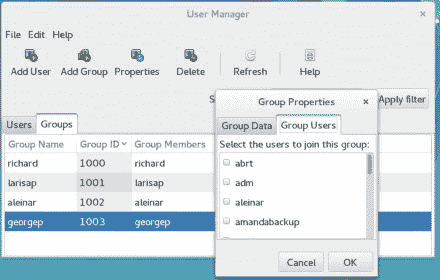 User Manager
File Edit Help
Add User Add Group Properties Delete Refresh Help
S Apply filter
Users Groups
Group Name Group ID Group Members
richard 1000 richard
larisap 1001 larisap
aleinar 1002 aleinar
georgep 1003 georgep
Group Properties
Group Data Group Users
Select the users to join this group:
abrt
adm
aleinar
amandabackup
Cancel OK